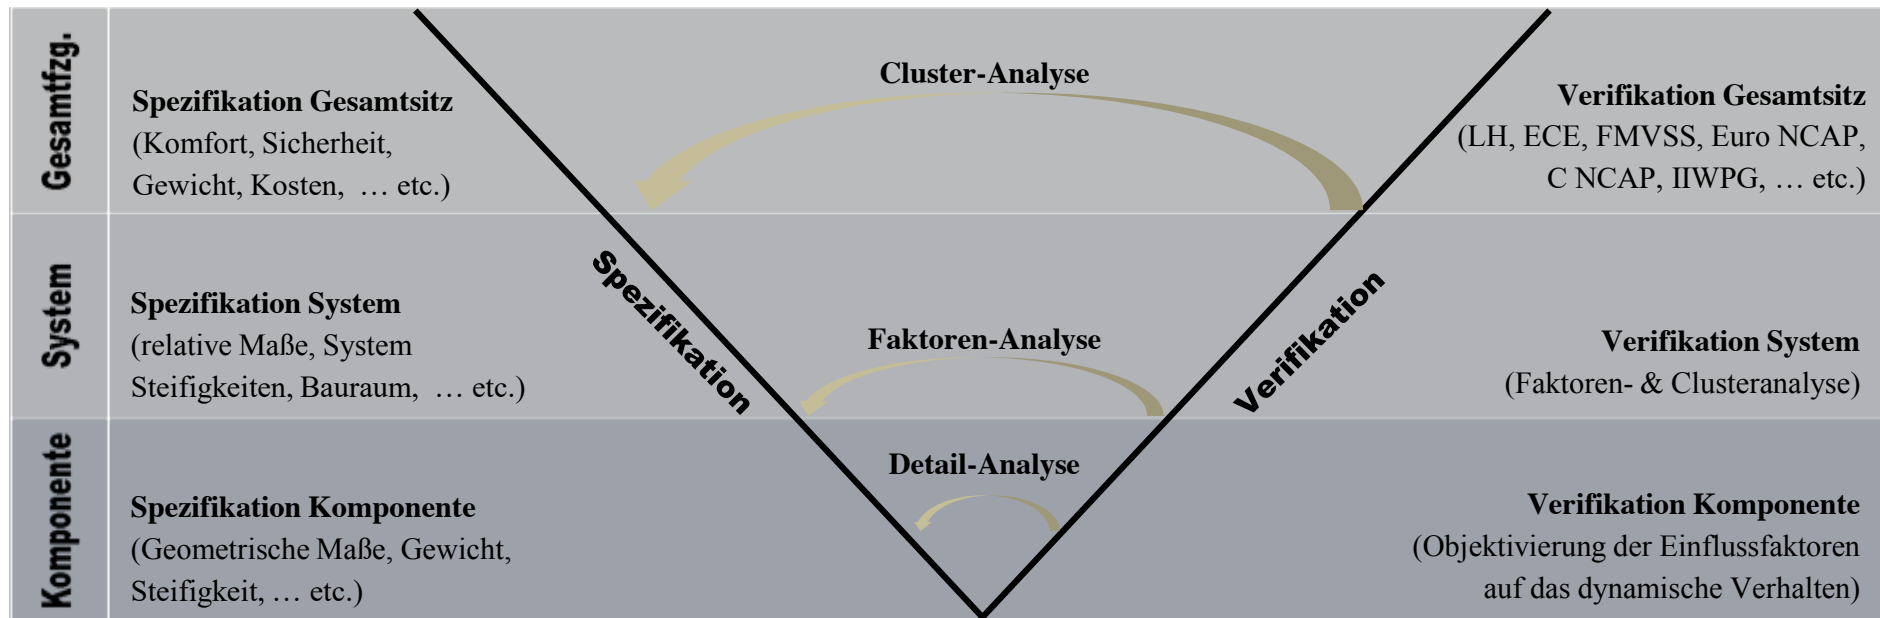 Gesamtfzg.
Spezifikation Gesamtsitz
(Komfort, Sicherheit,
Gewicht, Kosten, … etc.)
Cluster-Analyse
Verifikation Gesamtsitz
(LH, ECE, FMVSS, Euro NCAP,
C NCAP, IIWPG, … etc.)
System
Spezifikation System
(relative Maße, System
Steifigkeiten, Bauraum, … etc.)
Spezifikation
Faktoren-Analyse
Verifikation
Verifikation System
(Faktoren- & Clusteranalyse)
Komponente
Spezifikation Komponente
(Geometrische Maße, Gewicht,
Steifigkeit, … etc.)
Detail-Analyse
Verifikation Komponente
(Objektivierung der Einflussfaktoren
auf das dynamische Verhalten)